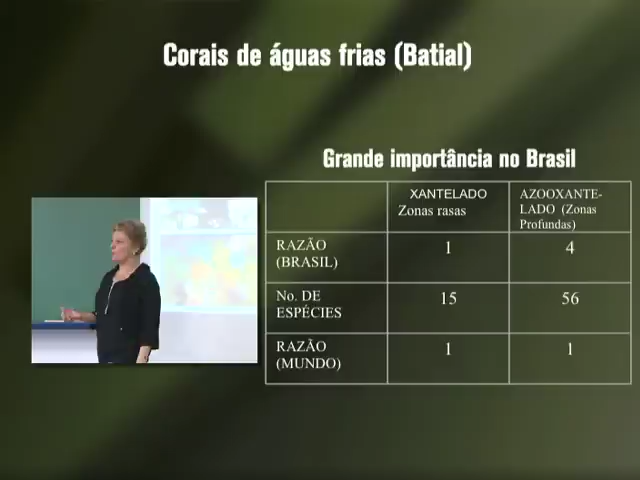 Corais de águas frias (Batial)
Grande importância no Brasil
XANTELADO
Zonas rasas
AZOOXANTE-
LADO (Zonas
Profundas)
RAZÃO
(BRASIL)
1
4
No. DE
ESPÉCIES
15
56
RAZÃO
(MUNDO)
1
1